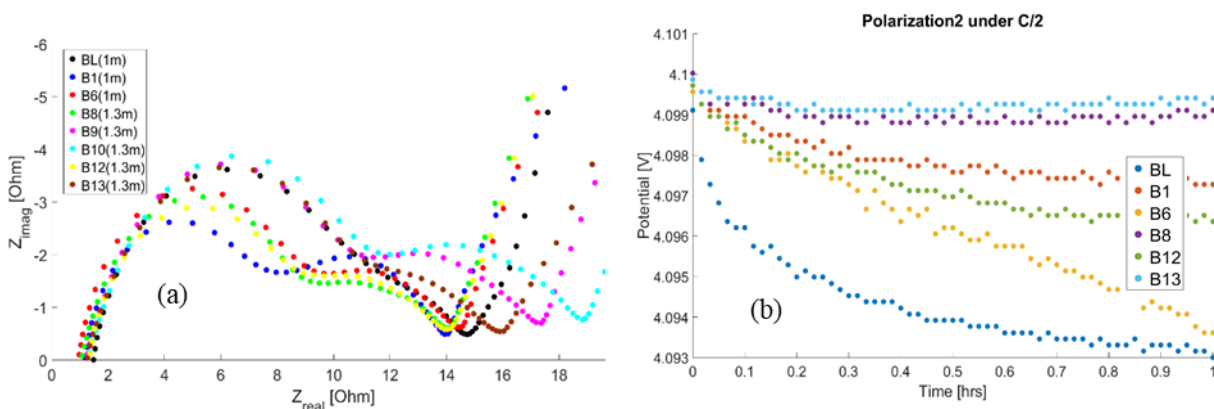 -6
-5
-4
-3
-2
-1
0
Z_imag [Ohm]
BL(1m)
B1(1m)
B6(1m)
B8(1.3m)
B9(1.3m)
B10(1.3m)
B12(1.3m)
B13(1.3m)
(a)
0 2 4 6 8 10 12 14 16 18
Z_real [Ohm]
Polarization2 under C/2
4.101
4.1
4.099
4.098
4.097
4.096
4.095
4.094
4.093
Potential [V]
BL
B1
B6
B8
B12
B13
(b)
0 0.1 0.2 0.3 0.4 0.5 0.6 0.7 0.8 0.9 1
Time [hrs]